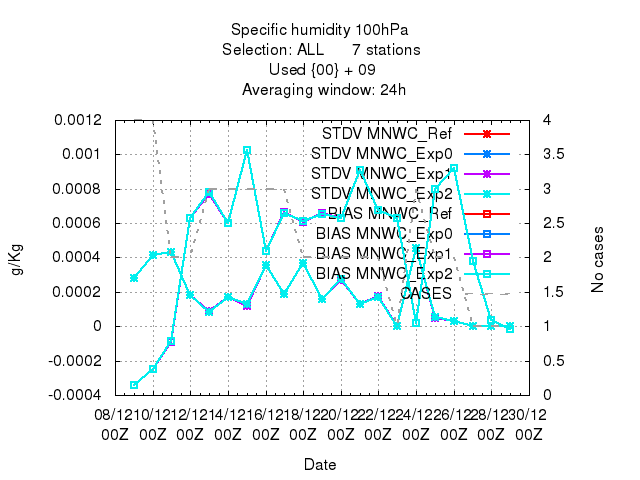 Specific humidity 100hPa
Selection: ALL 7 stations
Used {00} + 09
Averaging window: 24h
0.0012
0.001
0.0008
0.0006
0.0004
0.0002
0
-0.0002
-0.0004
g/Kg
4
3.5
3
2.5
2
1.5
1
0.5
0
No cases
STDV MNWC_Ref
STDV MNWC_Exp0
STDV MNWC_Exp1
STDV MNWC_Exp2
BIAS MNWC_Ref
BIAS MNWC_Exp0
BIAS MNWC_Exp1
BIAS MNWC_Exp2
CASES
08/12 10/12 12/12 14/12 16/12 18/12 20/12 22/12 24/12 26/12 28/12 30/12
00Z 00Z 00Z 00Z 00Z 00Z 00Z 00Z 00Z 00Z 00Z 00Z
Date